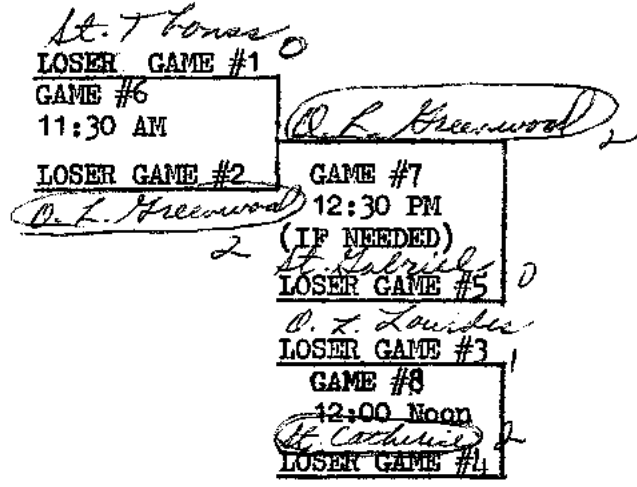 St. Thomas 0
LOSER GAME #1
GAME #6
11:30 AM
LOSER GAME #2
O. L. Greenwood
2
O. L. Greenwood 2
GAME #7
12:30 PM
(IF NEEDED)
St. Gabriel 0
LOSER GAME #5
O. L. Lourdes
LOSER GAME #3 1
GAME #8
12:00 Noon
St. Catherine 2
LOSER GAME #4